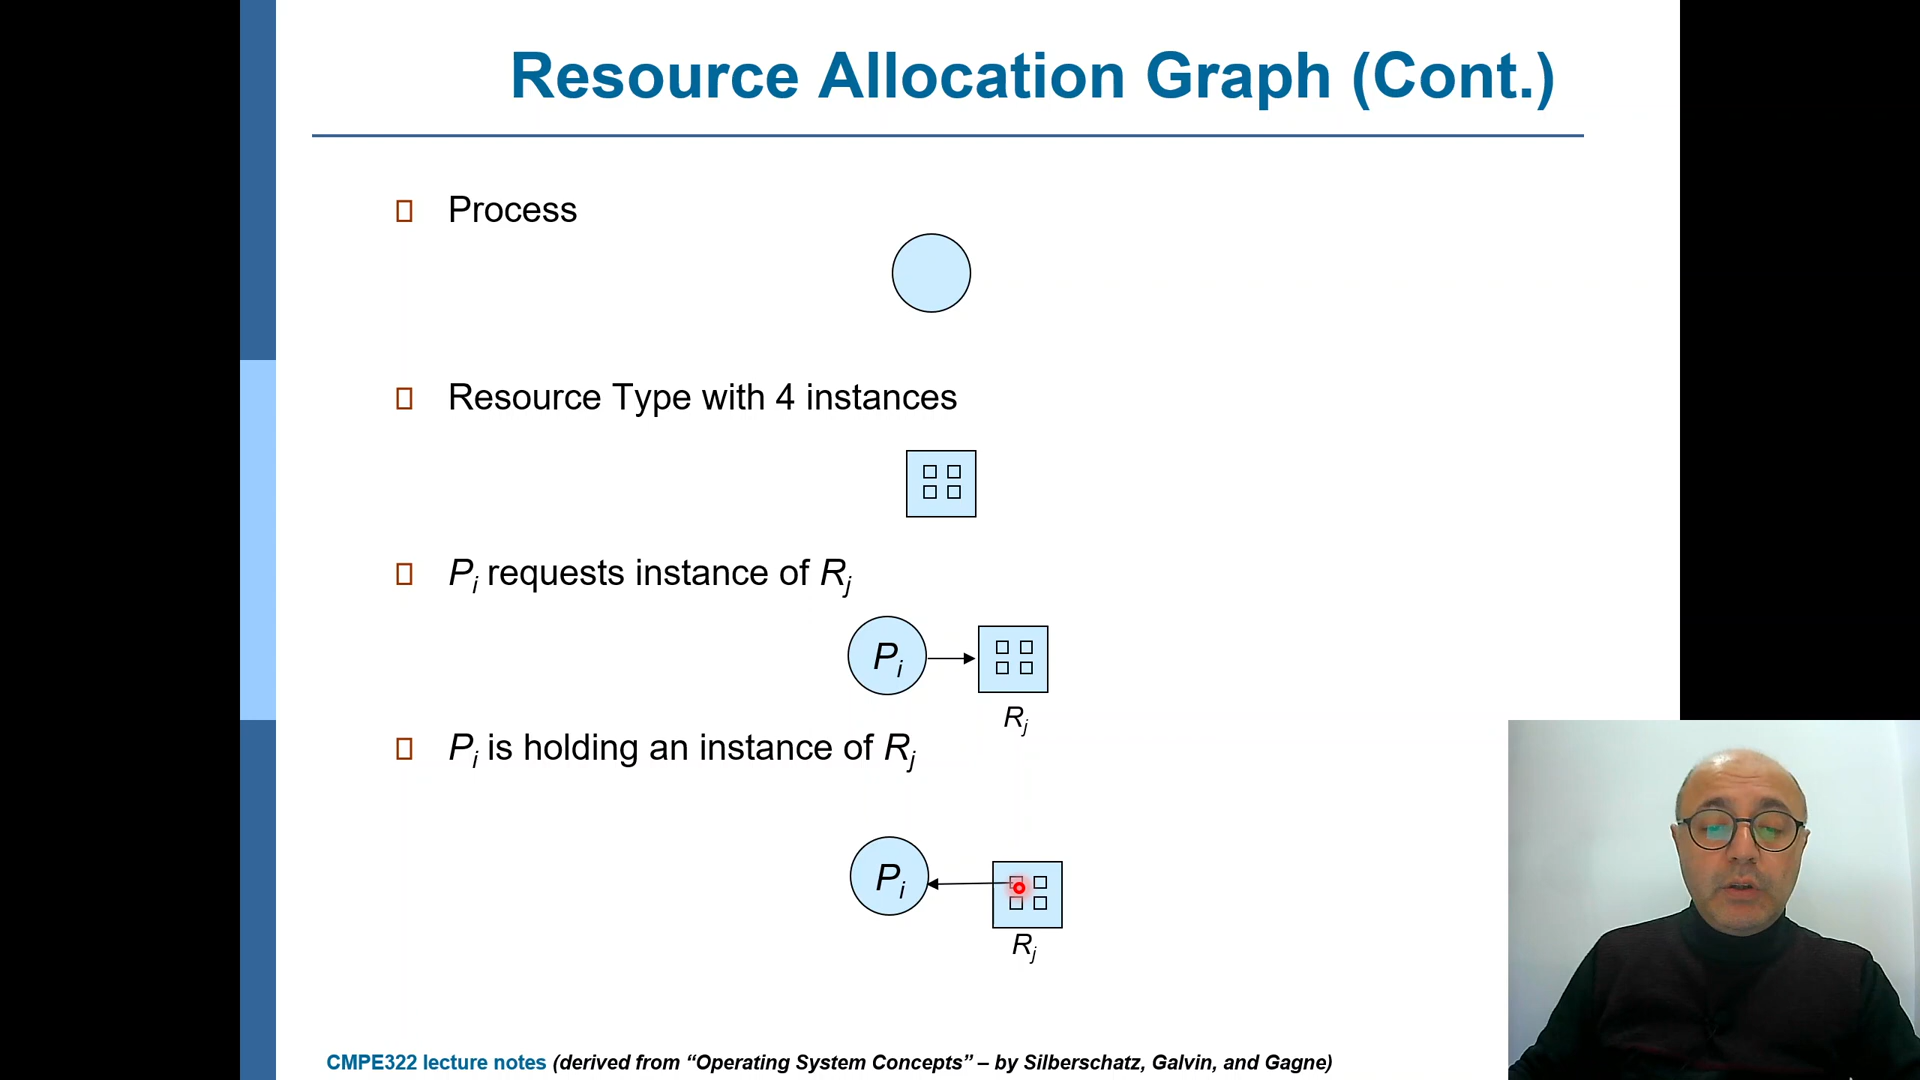 Resource Allocation Graph (Cont.)
Process
Resource Type with 4 instances
Pi requests instance of Rj
Pi
Rj
Pi is holding an instance of Rj
Pi
Rj
CMPE322 lecture notes (derived from “Operating System Concepts” – by Silberschatz, Galvin, and Gagne)